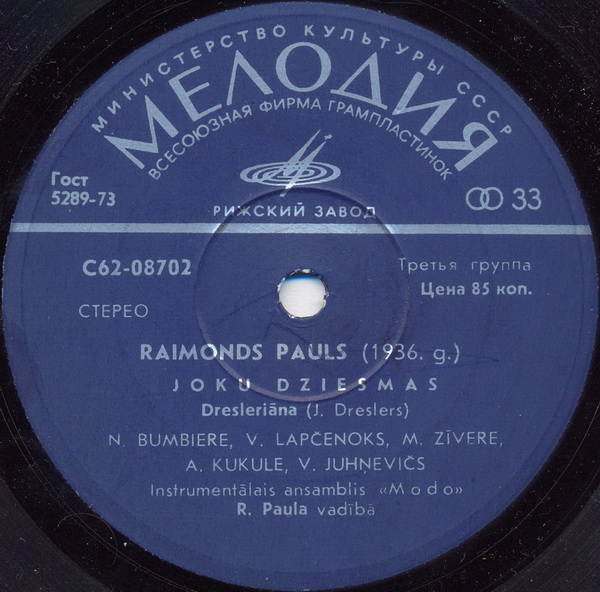 МИНИСТЕРСТВО КУЛЬТУРЫ СССР
МЕЛОДИЯ
ВСЕСОЮЗНАЯ ФИРМА ГРАМПЛАСТИНОК
Гост
5289-73
33
РИЖСКИЙ ЗАВОД
С62-08702
Третья группа
Цена 85 коп.
СТЕРЕО
RAIMONDS PAULS (1936. g.)
JOKU DZIESMAS
Dresleriāna (J. Dreslers)
N. BUMBIERE, V. LAPČENOKS, M. ZĪVERE,
A. KUKULE, V. JUHŅEVIČS
Instrumentālais ansamblis «Modo»
R. Paula vadībā